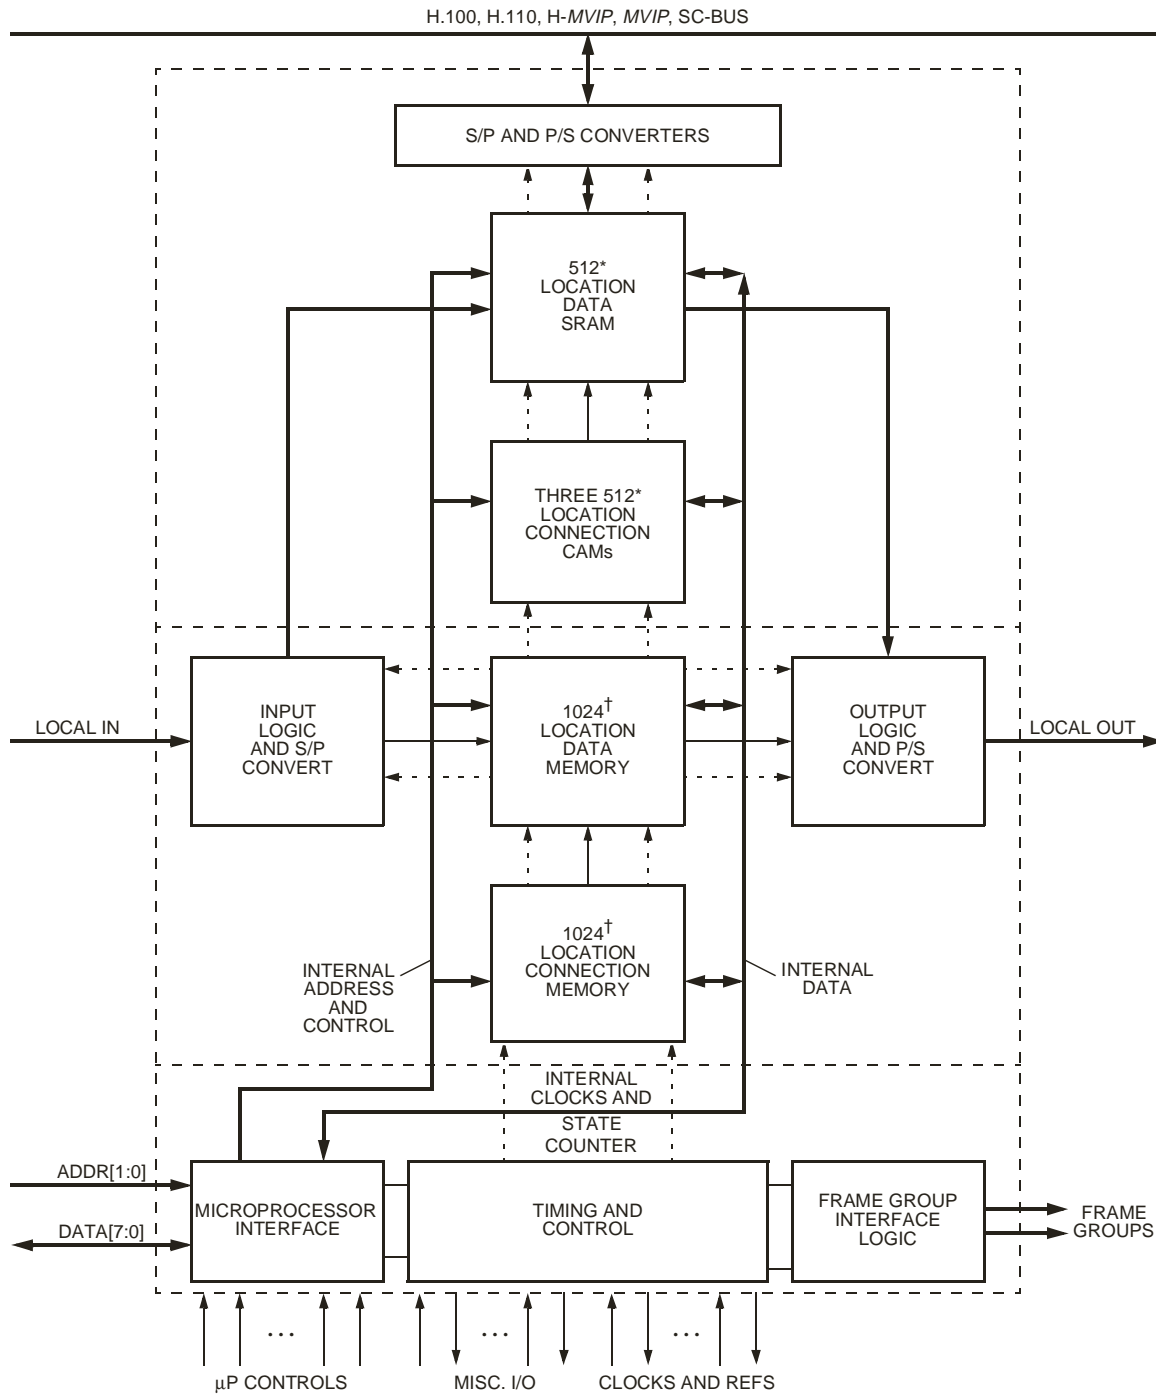 H.100, H.110, H-MVIP, MVIP, SC-BUS
S/P AND P/S CONVERTERS
512*
LOCATION
DATA
SRAM
THREE 512*
LOCATION
CONNECTION
CAMs
LOCAL IN
INPUT
LOGIC
AND S/P
CONVERT
1024†
LOCATION
DATA
MEMORY
OUTPUT
LOGIC
AND P/S
CONVERT
LOCAL OUT
1024†
LOCATION
CONNECTION
MEMORY
INTERNAL
ADDRESS
AND
CONTROL
INTERNAL
DATA
INTERNAL
CLOCKS AND
STATE
COUNTER
ADDR[1:0]
DATA[7:0]
MICROPROCESSOR
INTERFACE
TIMING AND
CONTROL
FRAME GROUP
INTERFACE
LOGIC
FRAME
GROUPS
...
...
...
µP CONTROLS
MISC. I/O
CLOCKS AND REFS